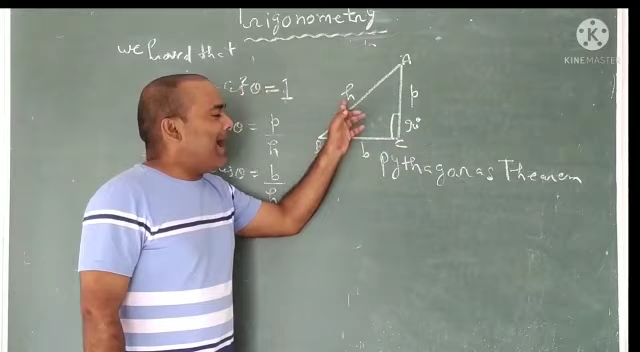 Trigonometry
we have that
θ = 1
θ = p/h
θ = b/h
A
h
p
90°
C
b
Pythagoras Theorem
K
KINEMASTER